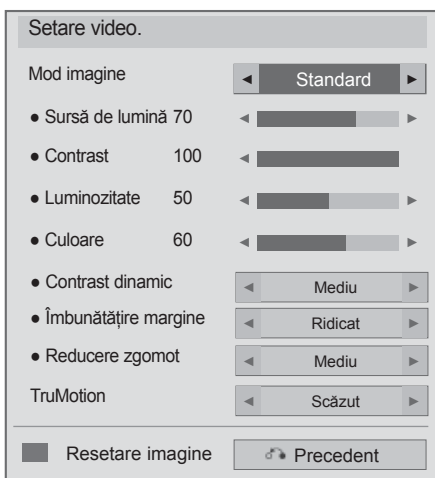 Setare video.
Mod imagine ◄ Standard ►
● Sursă de lumină 70
● Contrast 100
● Luminozitate 50
● Culoare 60
● Contrast dinamic ◄ Mediu ►
● Îmbunătățire margine ◄ Ridicat ►
● Reducere zgomot ◄ Mediu ►
TruMotion ◄ Scăzut ►
Resetare imagine Precedent